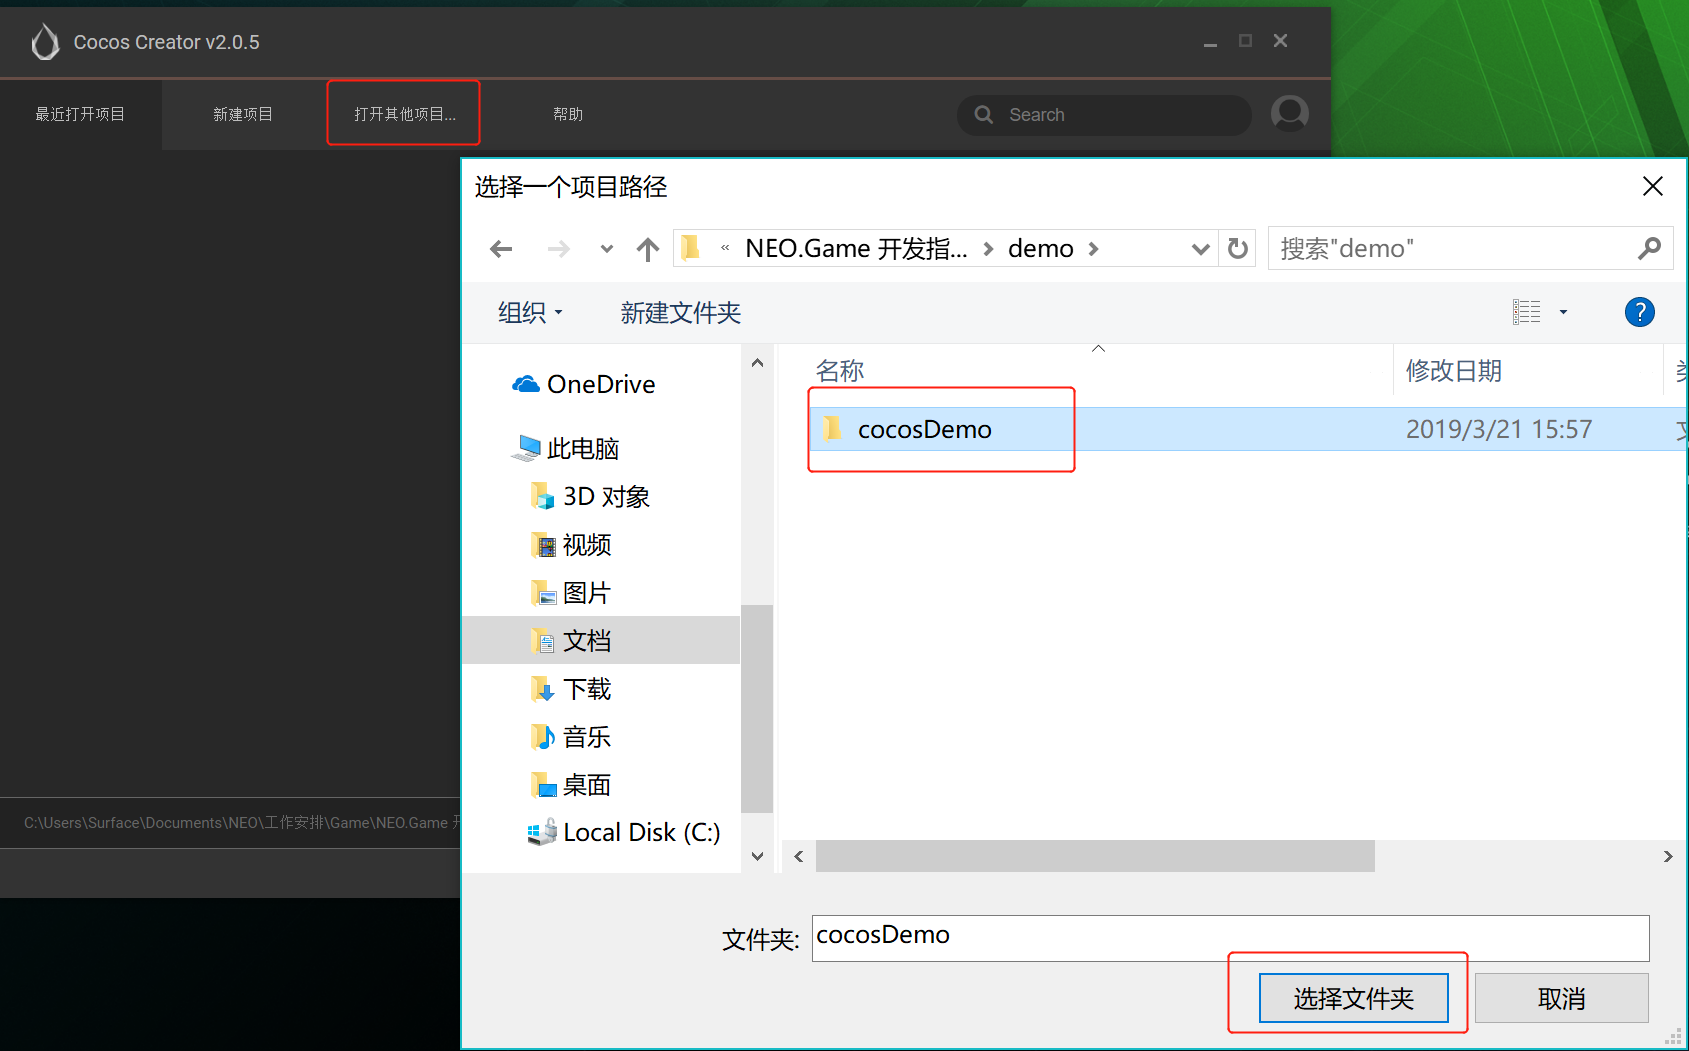 Cocos Creator v2.0.5
最近打开项目
新建项目
打开其他项目...
帮助
Search
选择一个项目路径
« NEO.Game 开发指... > demo >
搜索"demo"
组织
新建文件夹
?
名称
修改日期
OneDrive
此电脑
3D 对象
视频
图片
文档
下载
音乐
桌面
Local Disk (C:)
cocosDemo
2019/3/21 15:57
C:\Users\Surface\Documents\NEO\工作安排\Game\NEO.Game
文件夹:
cocosDemo
选择文件夹
取消